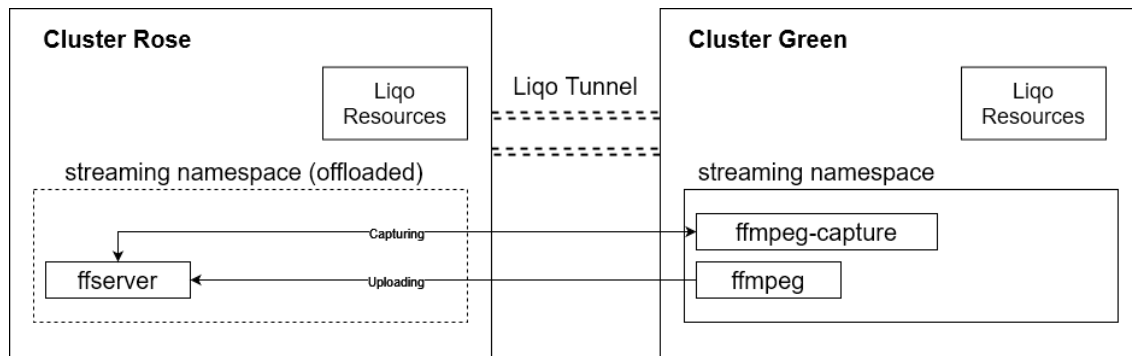 Cluster Rose
Cluster Green
Liqo Tunnel
Liqo
Resources
Liqo
Resources
streaming namespace (offloaded)
streaming namespace
Capturing
ffmpeg-capture
ffserver
Uploading
ffmpeg